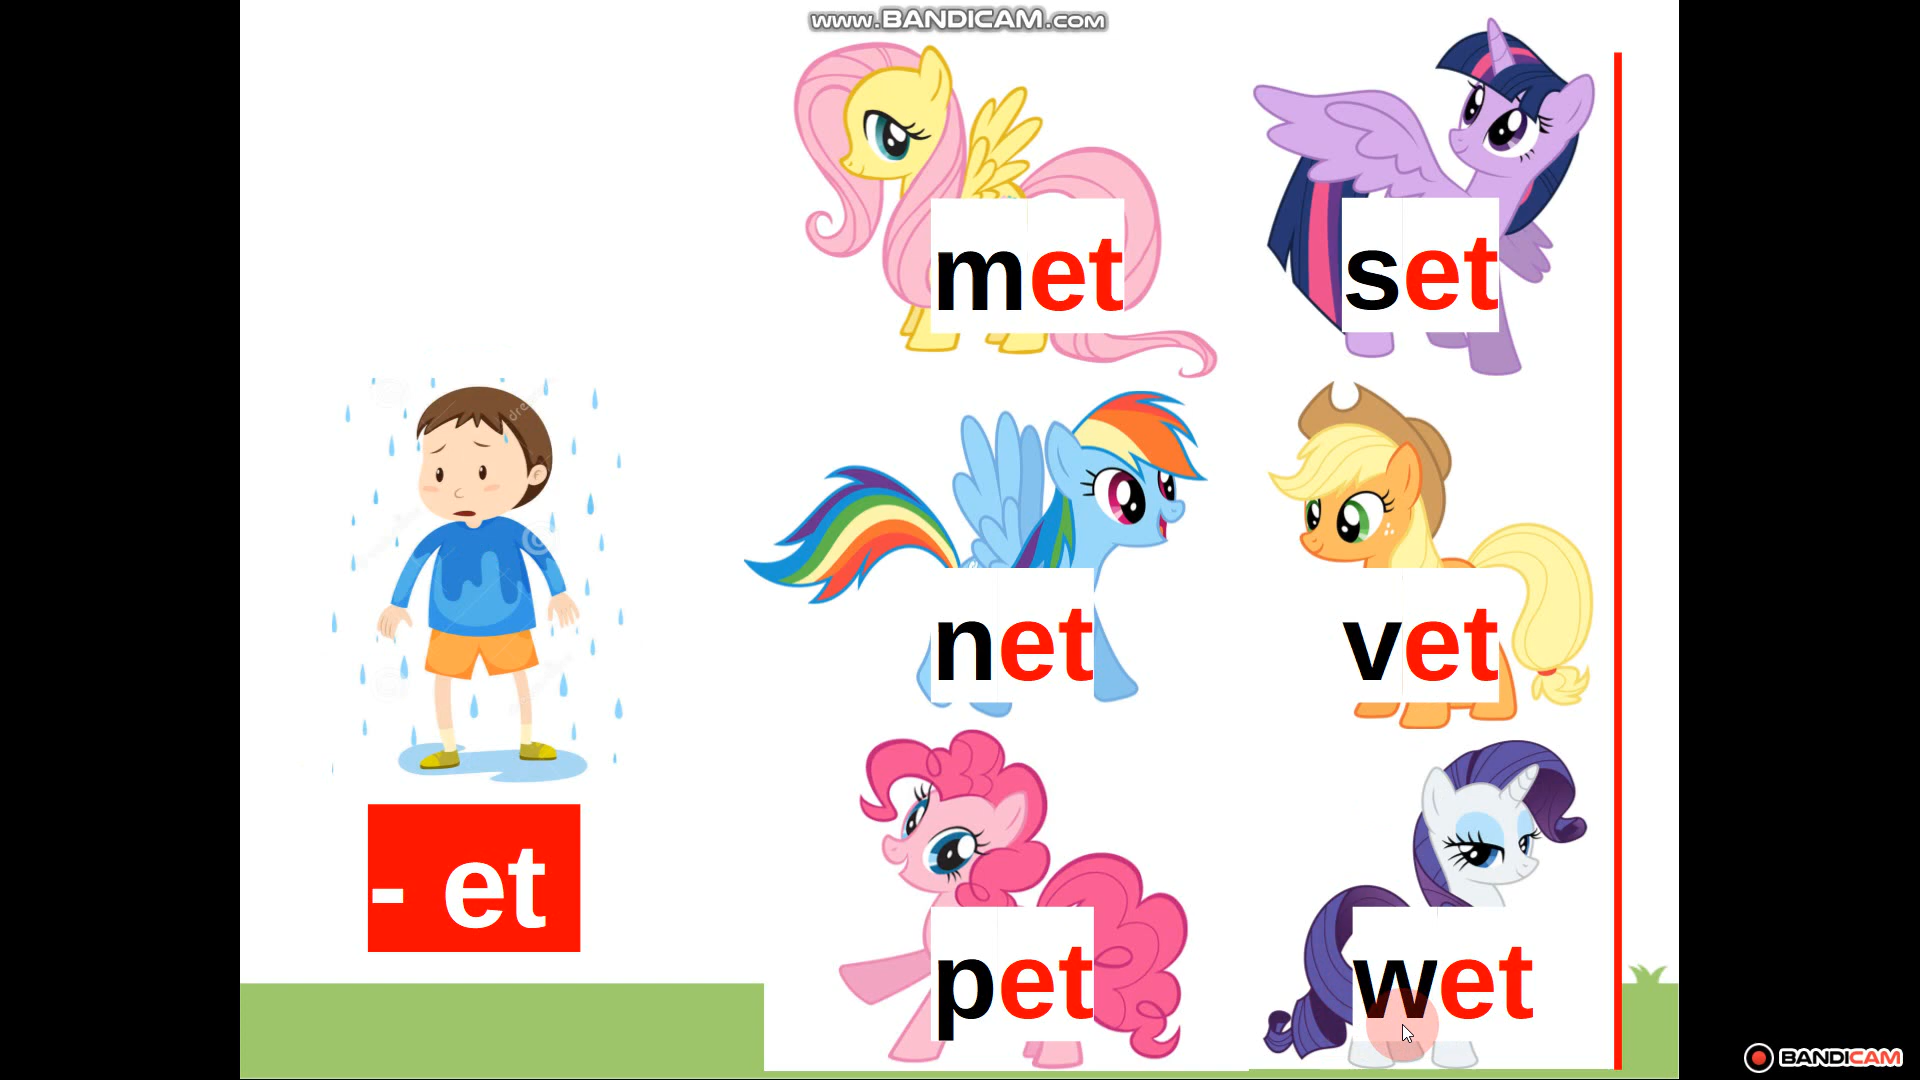 www.BANDICAM.com
met set
net vet
- et
pet wet
BANDICAM